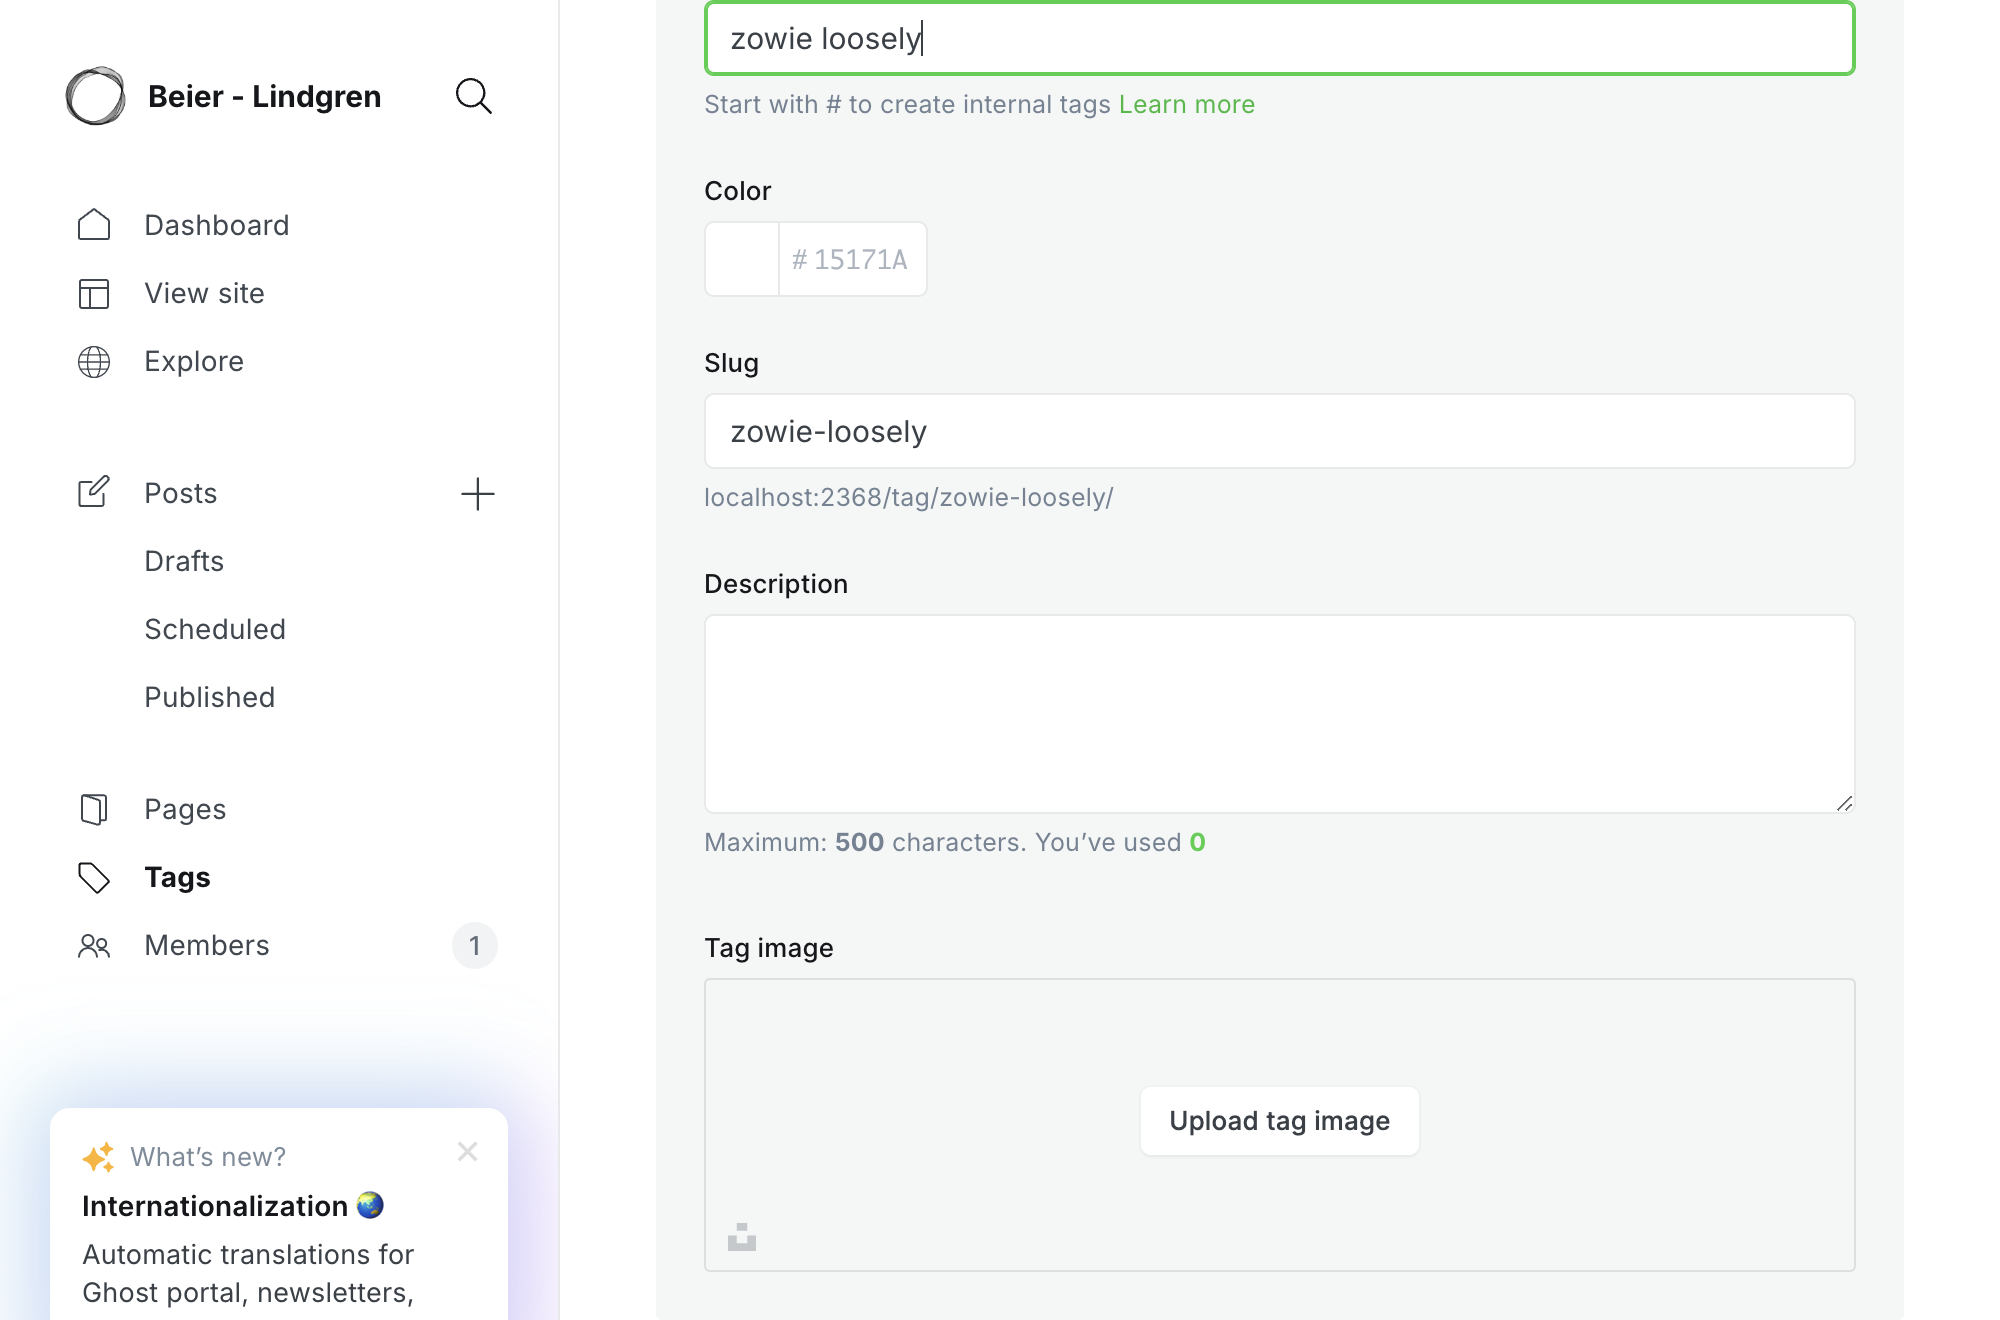 Beier - Lindgren
Dashboard
View site
Explore
Posts
Drafts
Scheduled
Published
Pages
Tags
Members 1
What’s new?
Internationalization 🌏
Automatic translations for
Ghost portal, newsletters,
zowie loosely
Start with # to create internal tags Learn more
Color
# 15171A
Slug
zowie-loosely
localhost:2368/tag/zowie-loosely/
Description
Maximum: 500 characters. You’ve used 0
Tag image
Upload tag image